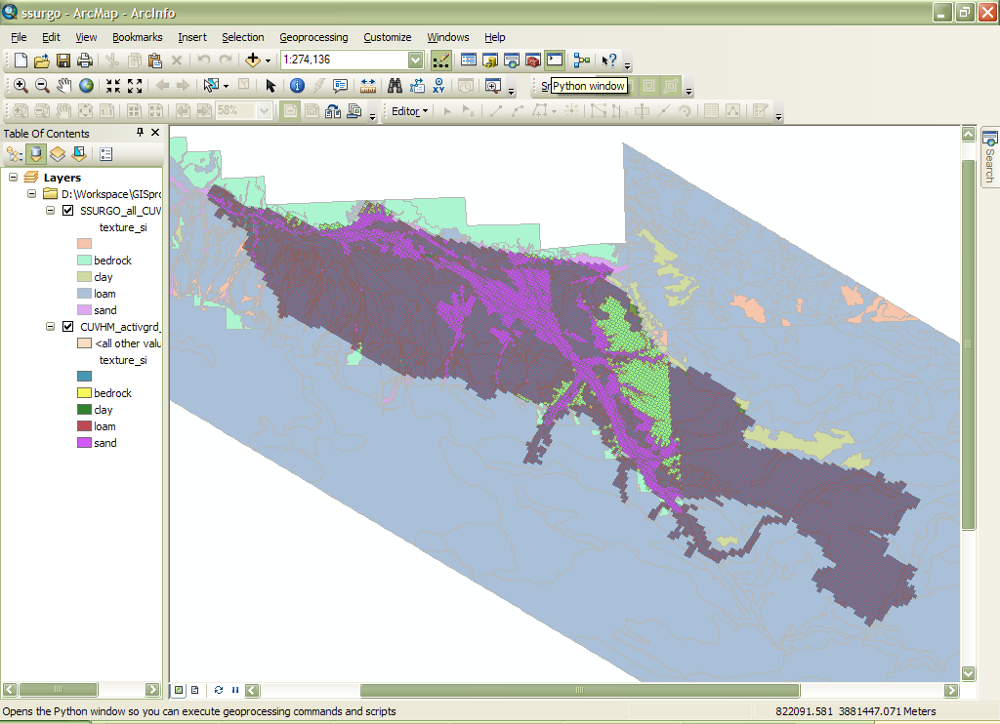 ssurgo - ArcMap - ArcInfo
File Edit View Bookmarks Insert Selection Geoprocessing Customize Windows Help
1:274,136
Python window
58%
Editor
Table Of Contents
Layers
D:\Workspace\GISpro
SSURGO_all_CUV
texture_si
bedrock
clay
loam
sand
CUVHM_activgrd_
<all other valu
texture_si
bedrock
clay
loam
sand
Search
Opens the Python window so you can execute geoprocessing commands and scripts
822091.581 3881447.071 Meters